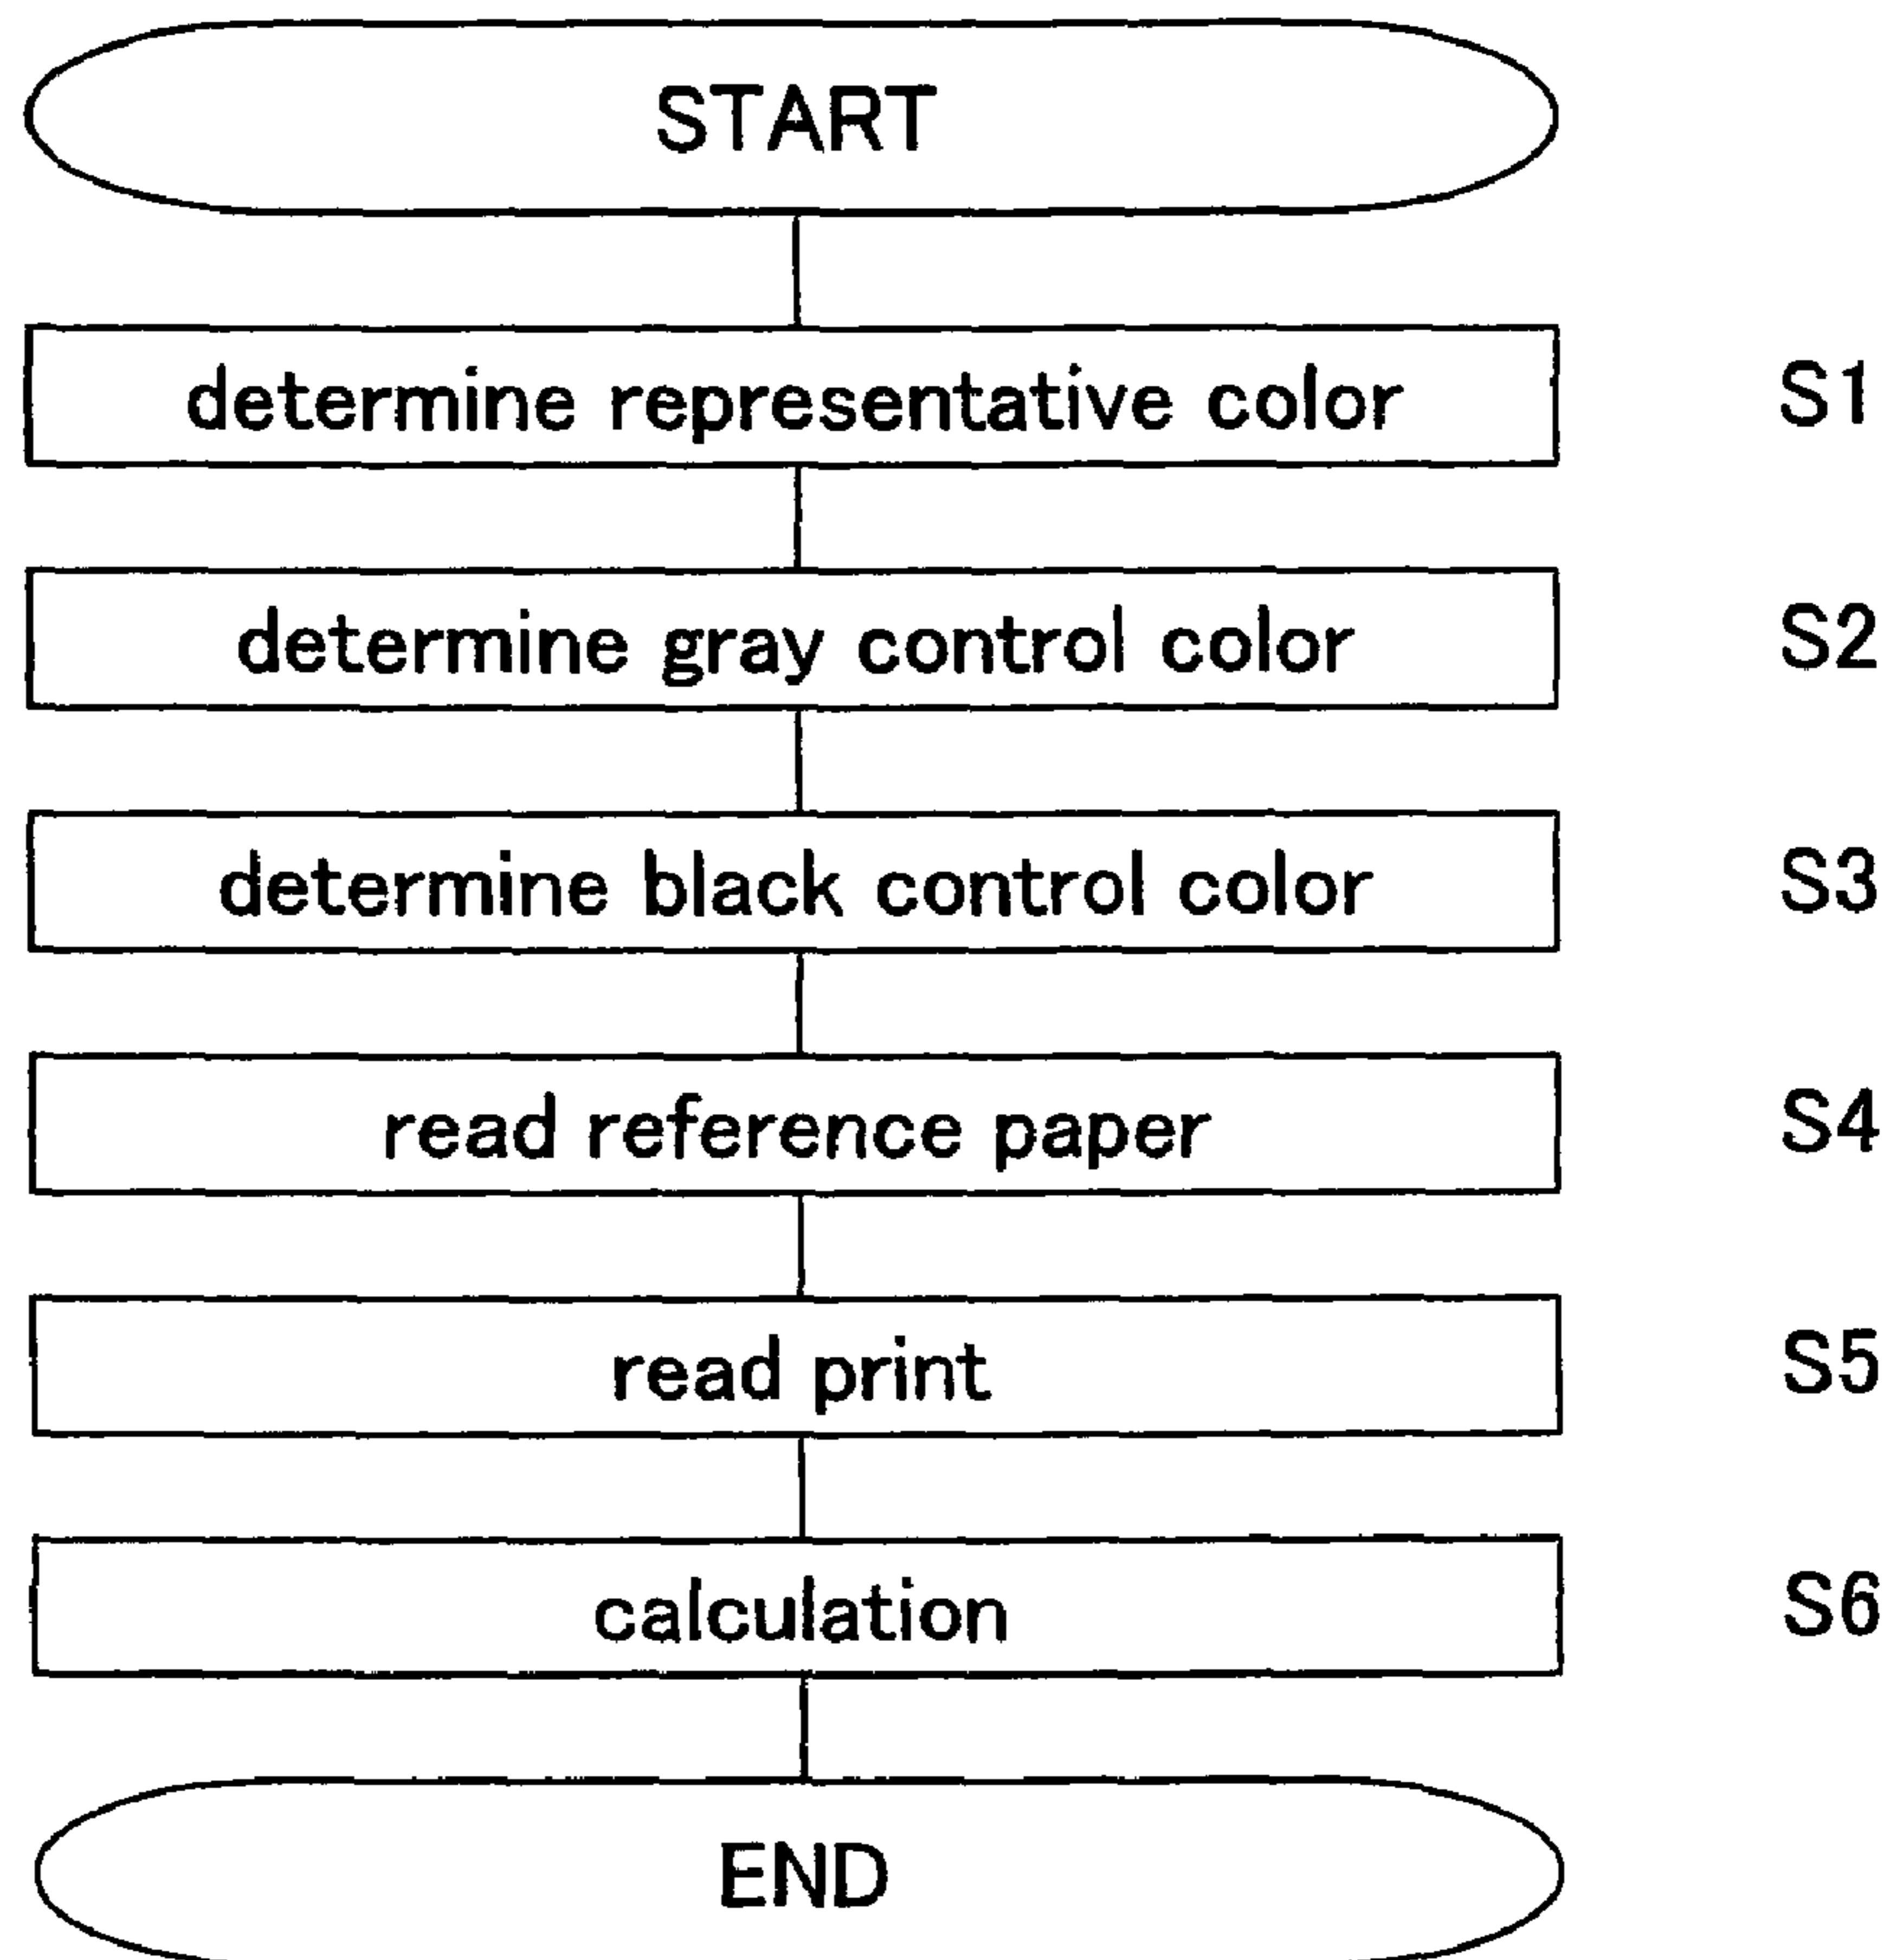 START
determine representative color S1
determine gray control color S2
determine black control color S3
read reference paper S4
read print S5
calculation S6
END